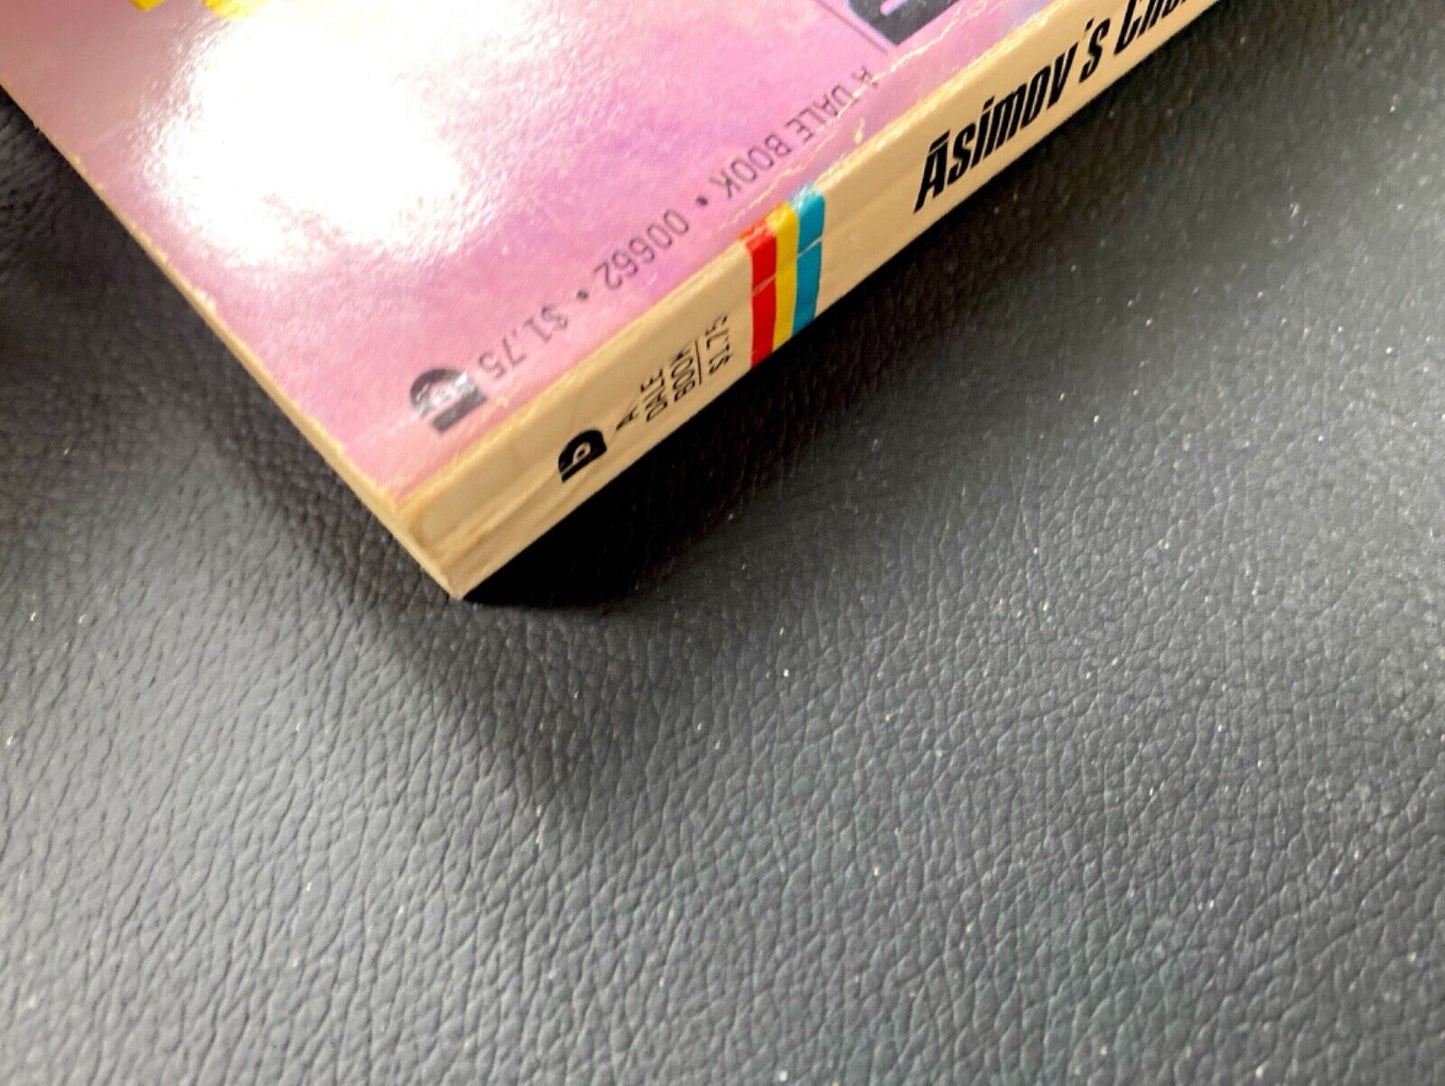 A DALE BOOK • 00662 • $1.75
A
DALE
BOOK
$1.75
Asimov's